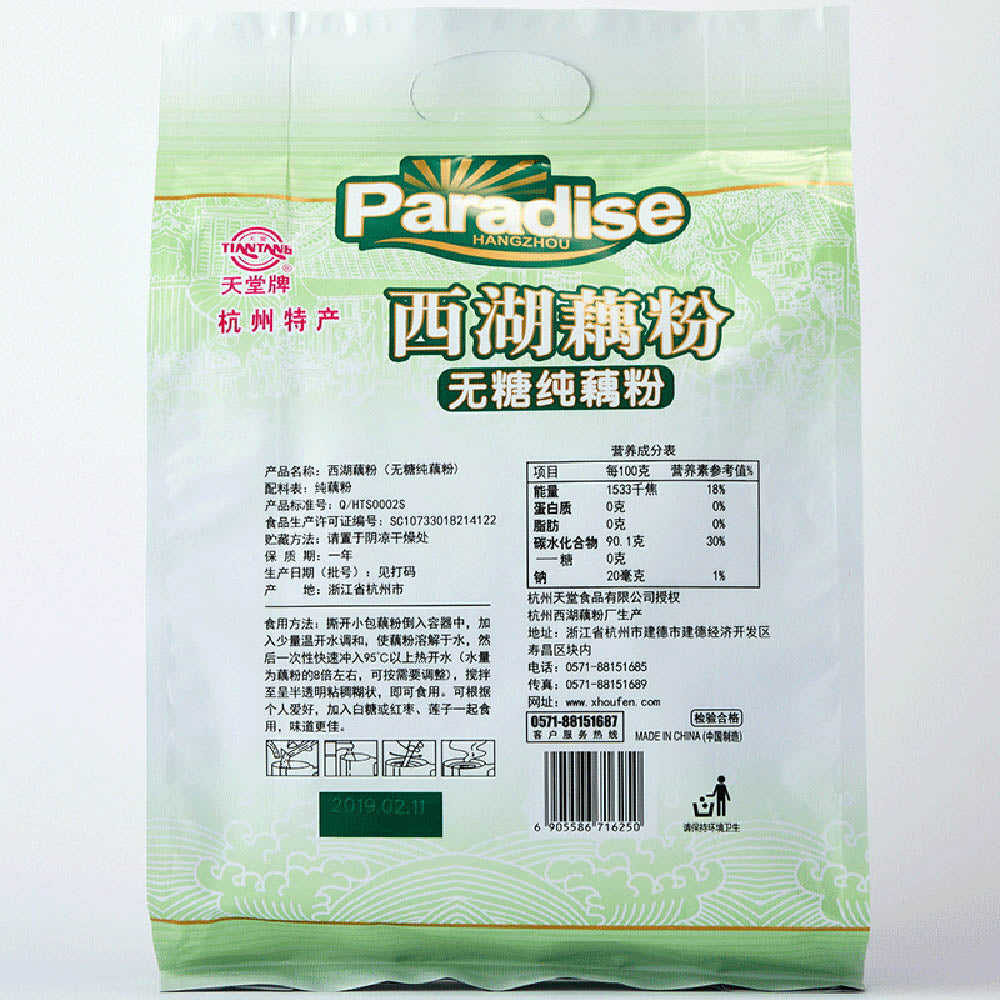 Paradise
HANGZHOU
TIANTANG
®
天堂牌
杭州特产
西湖藕粉
无糖纯藕粉
产品名称：西湖藕粉（无糖纯藕粉）
配料表：纯藕粉
产品标准号：Q/HTS0002S
食品生产许可证编号：SC10733018214122
贮藏方法：请置于阴凉干燥处
保 质 期：一年
生产日期（批号）：见打码
产 地：浙江省杭州市
食用方法：撕开小包藕粉倒入容器中，加
入少量温开水调和，使藕粉溶解于水，然
后一次性快速冲入95℃以上热开水（水量
为藕粉的8倍左右，可按需要调整），搅拌
至呈半透明粘稠糊状，即可食用。可根据
个人爱好，加入白糖或红枣、莲子一起食
用，味道更佳。
2019.02.11
营养成分表
项目 每100克 营养素参考值%
能量 1533千焦 18%
蛋白质 0克 0%
脂肪 0克 0%
碳水化合物 90.1克 30%
——糖 0克
钠 20毫克 1%
杭州天堂食品有限公司授权
杭州西湖藕粉厂生产
地址：浙江省杭州市建德市建德经济开发区
寿昌区块内
电话：0571-88151685
传真：0571-88151689
网址：www.xhoufen.com
0571-88151687
客户服务热线
检验合格
MADE IN CHINA (中国制造)
6 905586 716250
请保持环境卫生